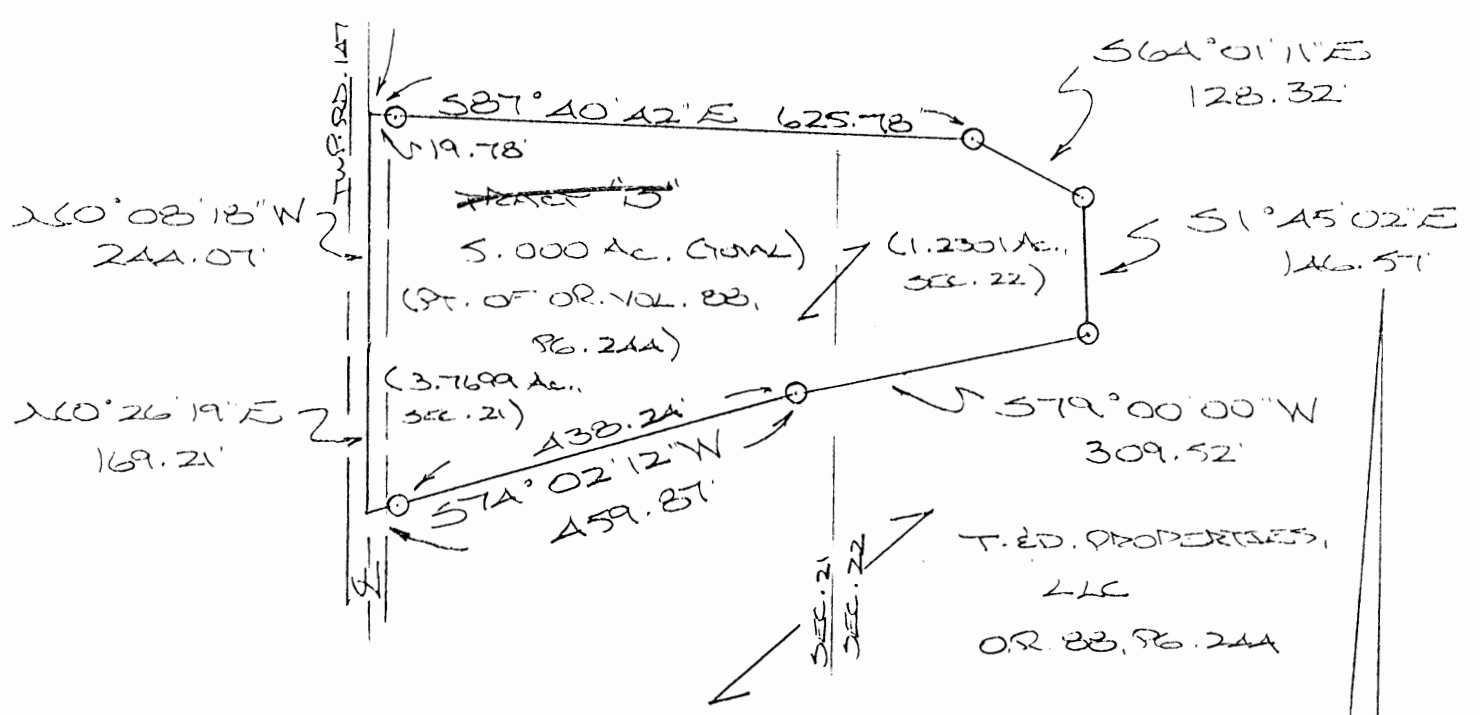 TWP. RD. 147
S64°01'11"E
128.32'
S87°40'42"E 625.78'
19.78'
TRACT "B"
N0°08'18"W
244.07'
5.000 Ac. (TOTAL)
(PT. OF OR. VOL. 88,
PG. 244)
(1.2301 Ac.,
SEC. 22)
S1°45'02"E
146.57'
(3.7699 Ac.,
SEC. 21)
N0°26'19"E
169.21'
438.24'
S74°02'12"W
459.87'
S79°00'00"W
309.52'
℄
SEC. 21
SEC. 22
T. &D. PROPERTIES,
LLC
O.R. 88, PG. 244